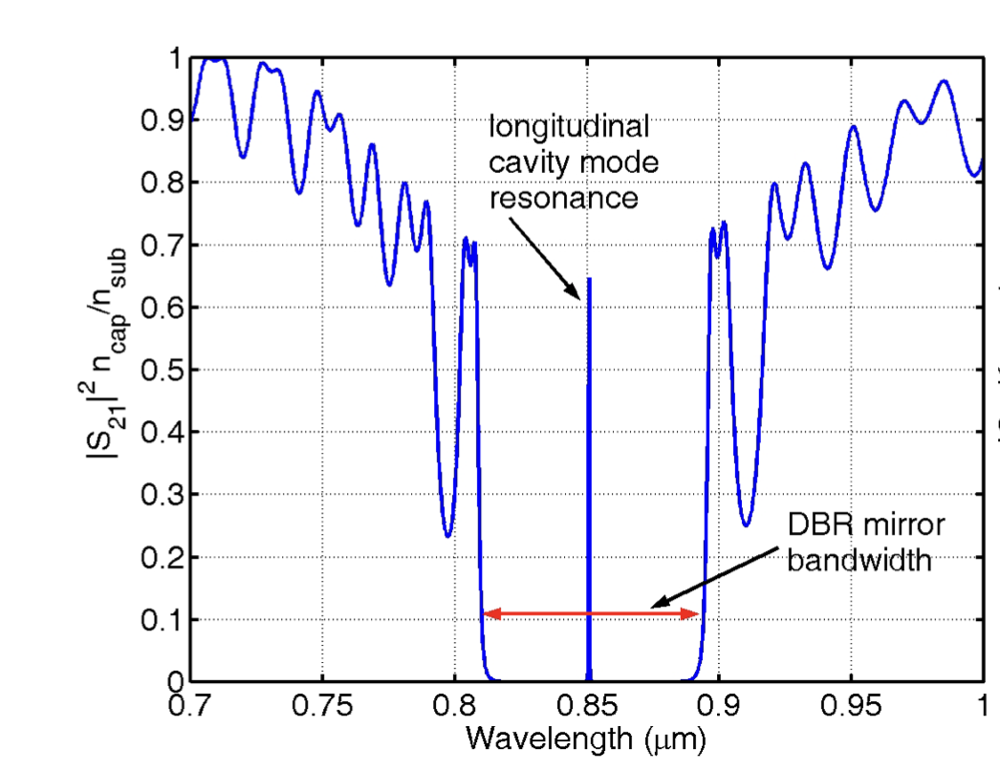 1
0.9
0.8
0.7
0.6
0.5
0.4
0.3
0.2
0.1
0
|S21|² ncap/nsub
longitudinal
cavity mode
resonance
DBR mirror
bandwidth
0.7 0.75 0.8 0.85 0.9 0.95 1
Wavelength (μm)